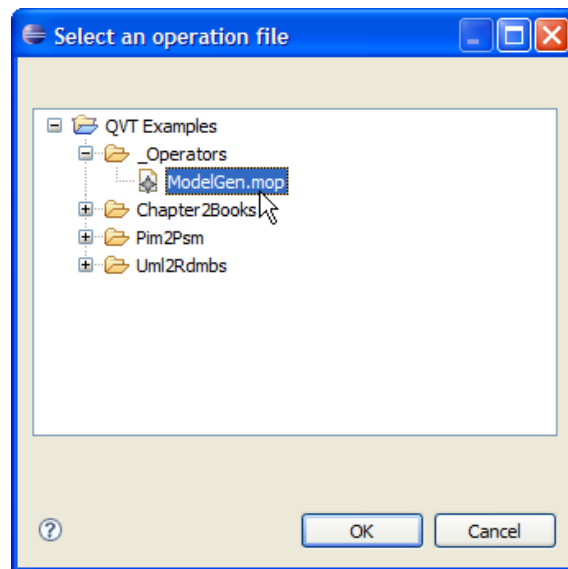 Select an operation file
QVT Examples
_Operators
ModelGen.mop
Chapter2Books
Pim2Psm
Uml2Rdmbs
OK Cancel